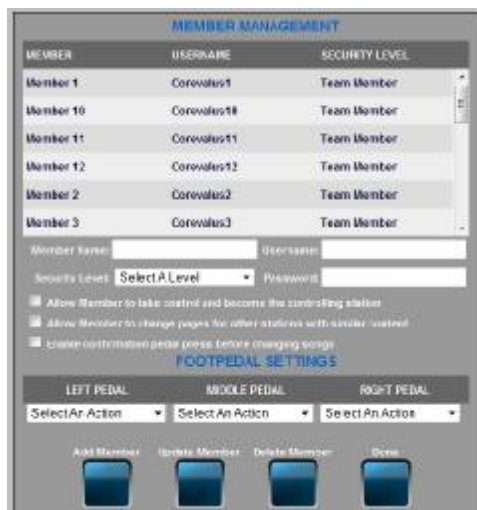 MEMBER MANAGEMENT
MEMBER USERNAME SECURITY LEVEL
Member 1 Corevalus1 Team Member
Member 10 Corevalus10 Team Member
Member 11 Corevalus11 Team Member
Member 12 Corevalus12 Team Member
Member 2 Corevalus2 Team Member
Member 3 Corevalus3 Team Member
Member Name: Username:
Security Level: Select A Level Password:
Allow Member to take control and become the controlling station
Allow Member to change pages for other stations with similar content
Enable confirmation pedal press before changing songs
FOOTPEDAL SETTINGS
LEFT PEDAL MIDDLE PEDAL RIGHT PEDAL
Select An Action Select An Action Select An Action
Add Member Update Member Delete Member Done